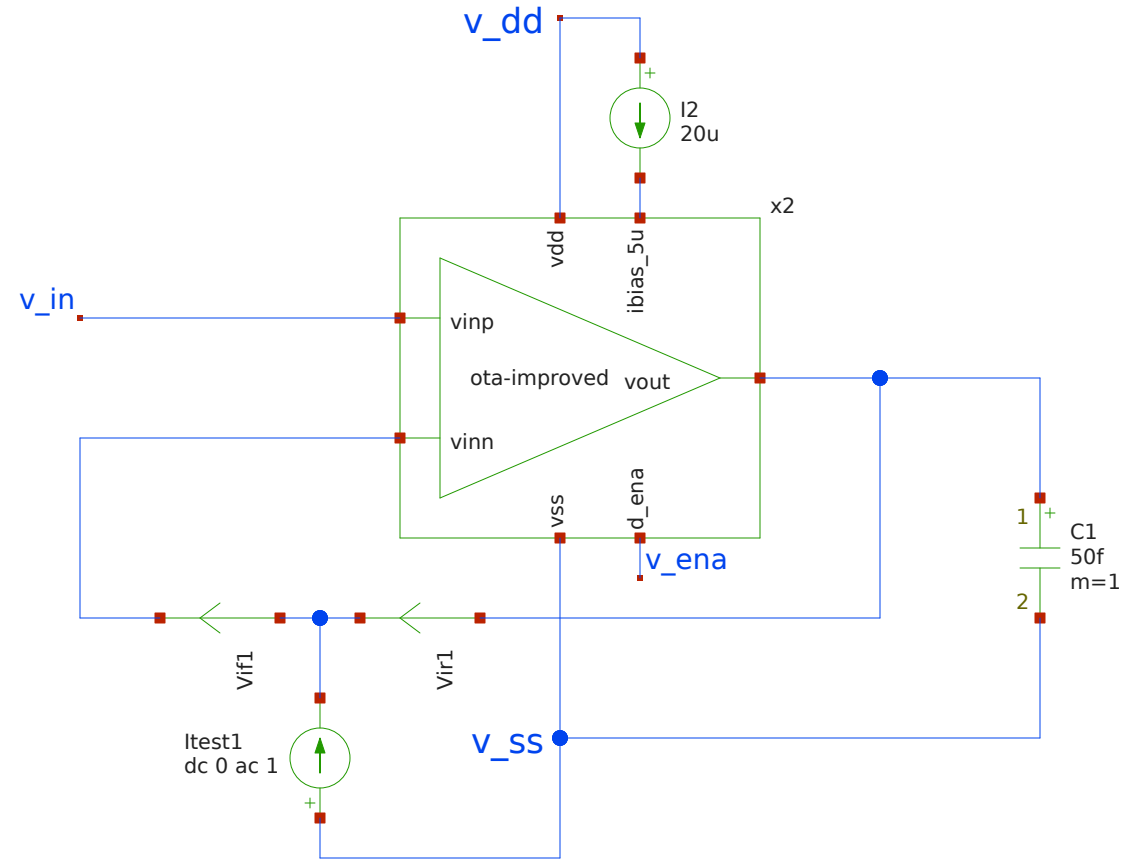 v_dd
+
I2
20u
x2
vdd
ibias_5u
v_in
vinp
ota-improved
vout
vinn
vss
d_ena
v_ena
1
+
C1
50f
m=1
2
Vif1
Vir1
Itest1
dc 0 ac 1
+
v_ss